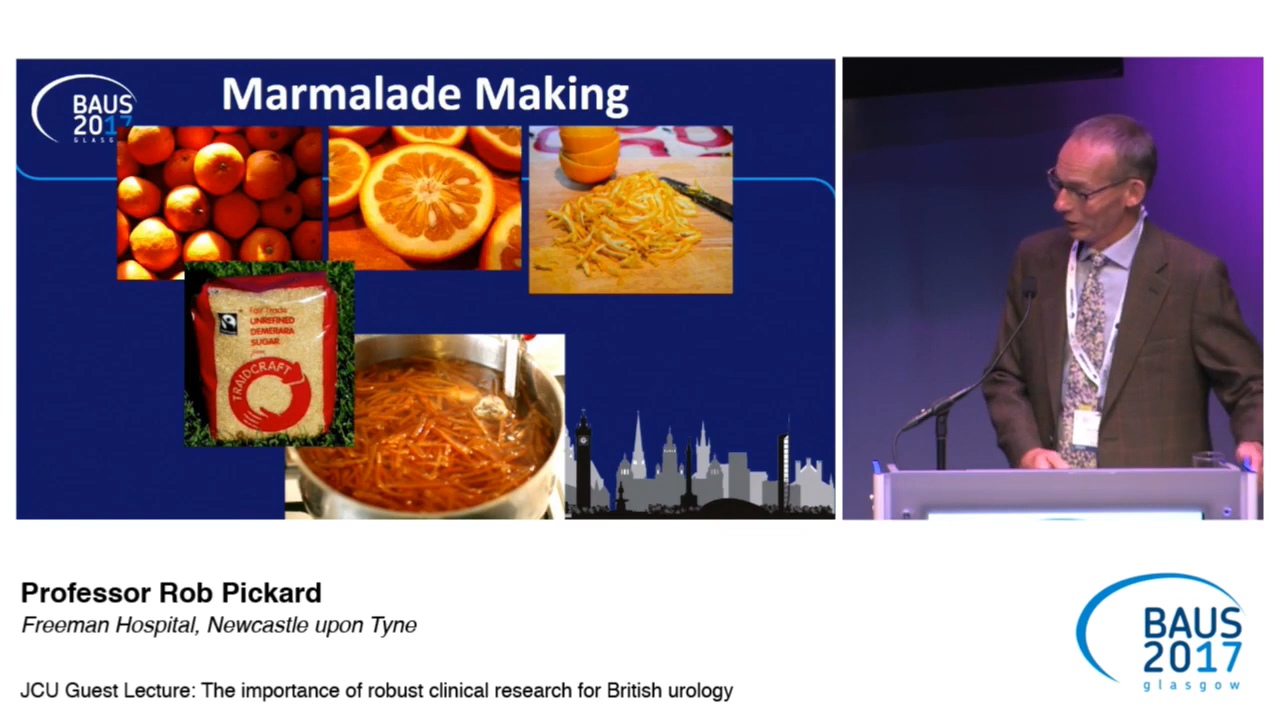 BAUS
2017
GLASG
Marmalade Making
Fair Trade
UNREFINED
DEMERARA
SUGAR
TRAIDCRAFT
Professor Rob Pickard
Freeman Hospital, Newcastle upon Tyne
JCU Guest Lecture: The importance of robust clinical research for British urology
BAUS
2017
glasgow